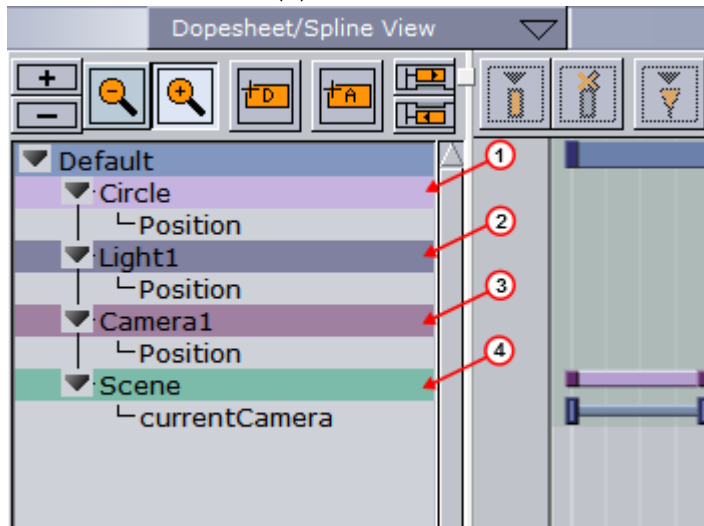 Dopesheet/Spline View
D
A
Default
1
Circle
Position
2
Light1
Position
3
Camera1
Position
4
Scene
currentCamera